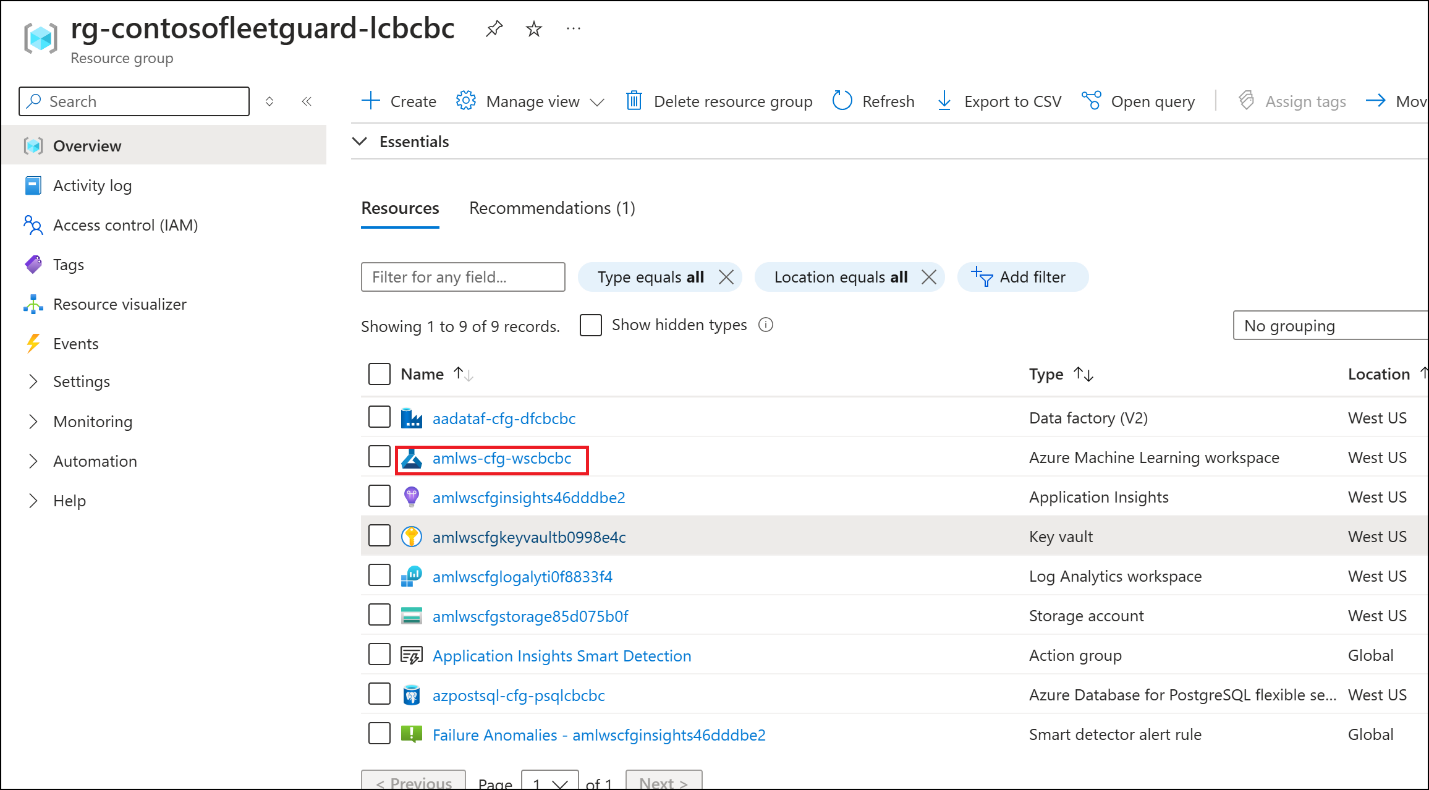 rg-contosofleetguard-lcbcbc
Resource group
Search
Create Manage view Delete resource group Refresh Export to CSV Open query Assign tags Mov
Overview
Activity log
Access control (IAM)
Tags
Resource visualizer
Events
Settings
Monitoring
Automation
Help
Essentials
Resources Recommendations (1)
Filter for any field... Type equals all Location equals all Add filter
Showing 1 to 9 of 9 records. Show hidden types No grouping
Name Type Location
aadataf-cfg-dfcbcbc Data factory (V2) West US
amlws-cfg-wscbcbc Azure Machine Learning workspace West US
amlwscfginsights46dddbe2 Application Insights West US
amlwscfgkeyvaultb0998e4c Key vault West US
amlwscfglogalyti0f8833f4 Log Analytics workspace West US
amlwscfgstorage85d075b0f Storage account West US
Application Insights Smart Detection Action group Global
azpostsql-cfg-psqlcbcbc Azure Database for PostgreSQL flexible se... West US
Failure Anomalies - amlwscfginsights46dddbe2 Smart detector alert rule Global
< Previous Page 1 of 1 Next >